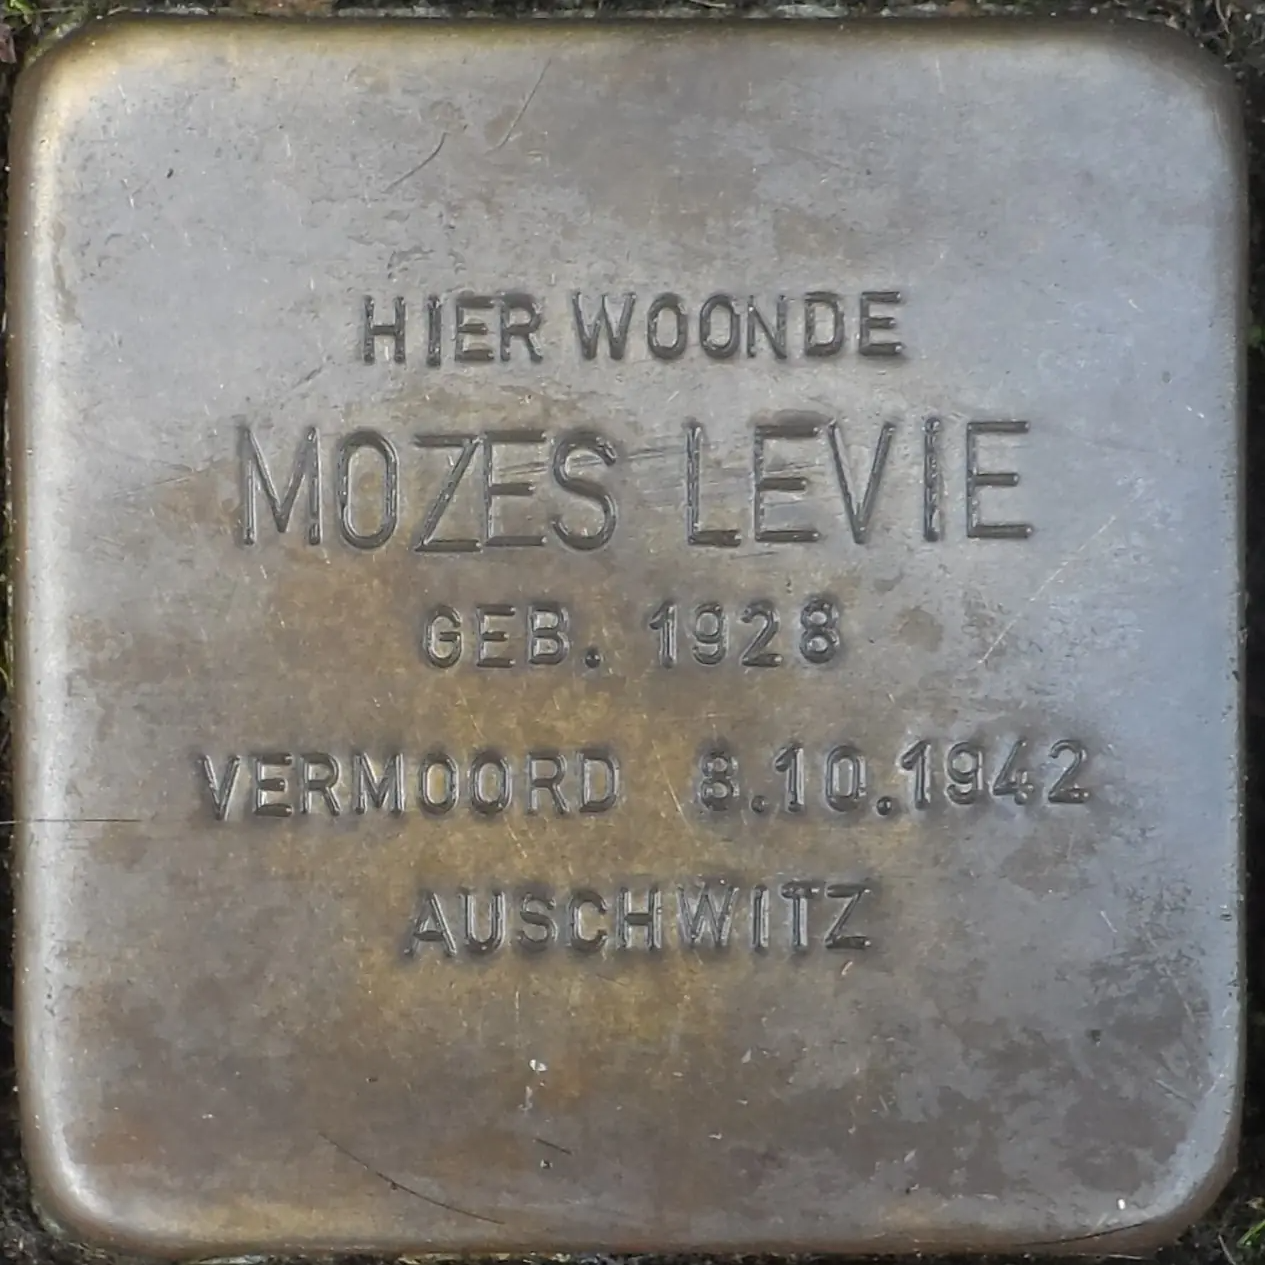 HIER WOONDE
MOZES LEVIE
GEB. 1928
VERMOORD 8.10.1942
AUSCHWITZ